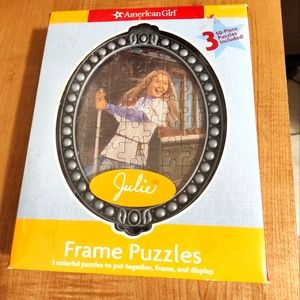 American Girl
3 50-Piece
Puzzles
Included!
Julie
Frame Puzzles
3 colorful puzzles to put together, frame, and display.